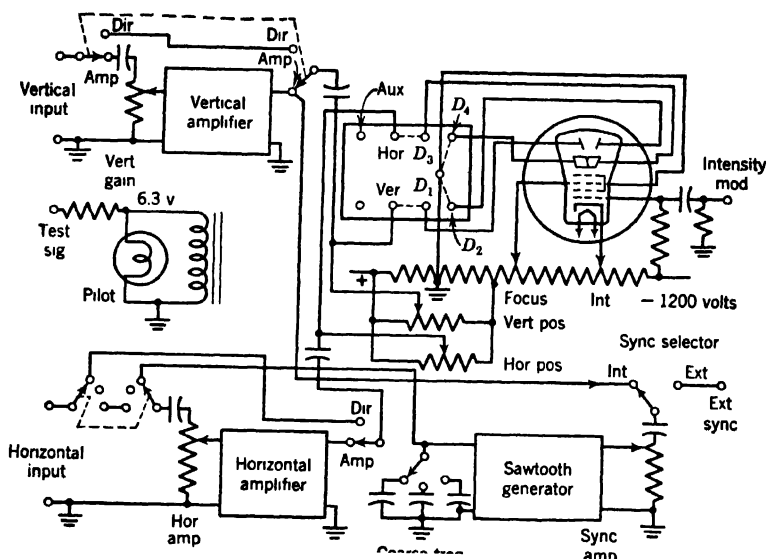 Dir
Dir
Amp
Amp
Vertical
input
Vertical
amplifier
Vert
gain
Aux
Hor
D3
D4
Ver
D1
D2
Intensity
mod
6.3 v
Test
sig
Pilot
+
Focus
Int
– 1200 volts
Vert pos
Hor pos
Sync selector
Int
Ext
Ext
sync
Dir
Amp
Horizontal
input
Horizontal
amplifier
Hor
amp
Sawtooth
generator
Sync
amp
Coarse freq